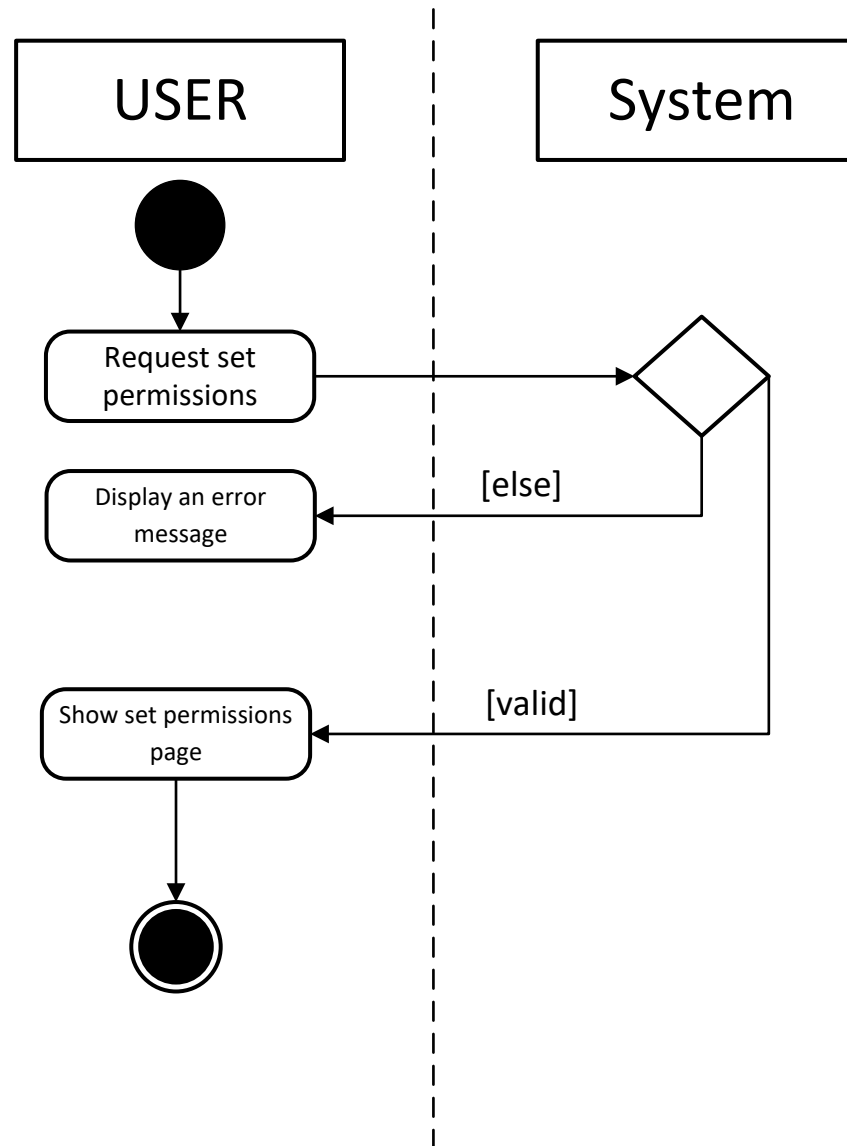 USER
System
Request set
permissions
[else]
Display an error
message
[valid]
Show set permissions
page